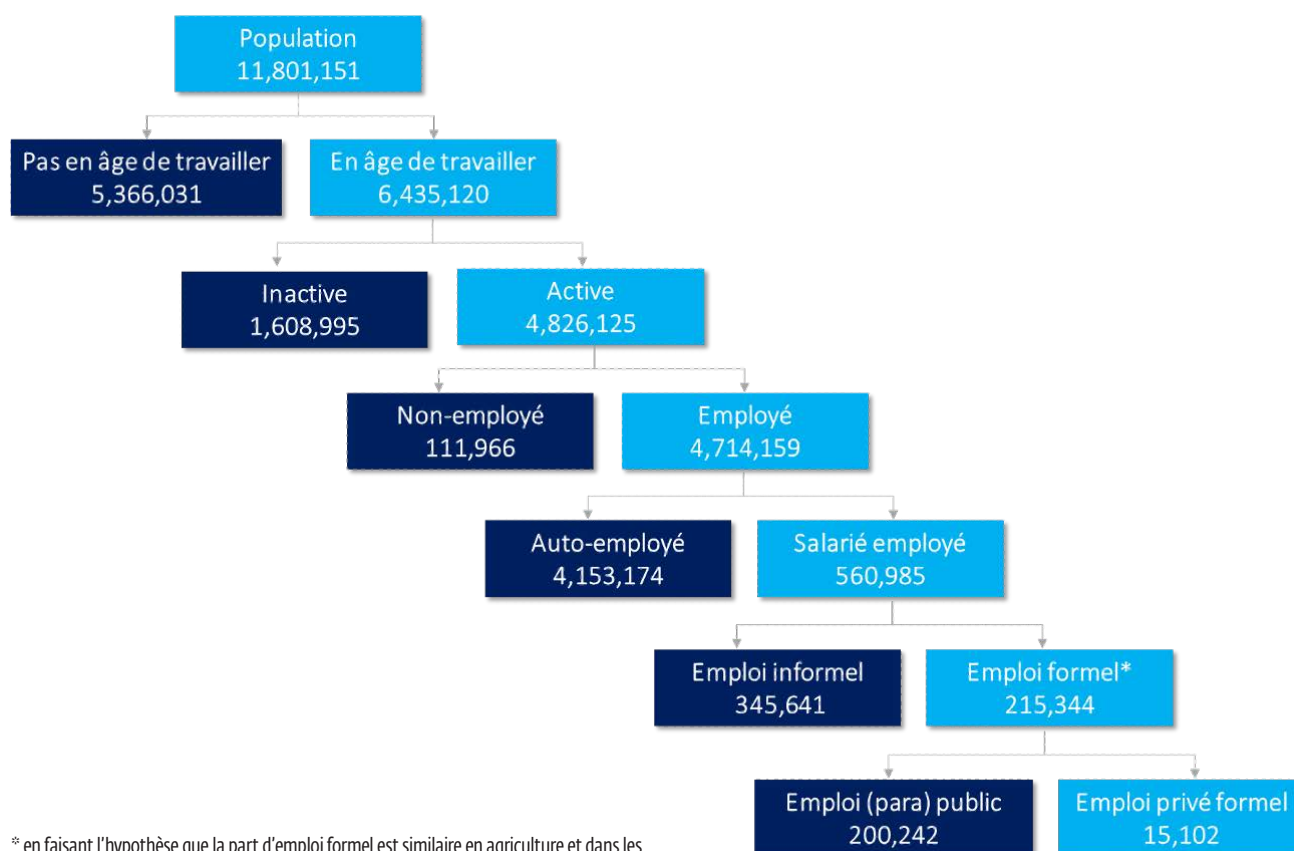 Population
11,801,151
Pas en âge de travailler
5,366,031
En âge de travailler
6,435,120
Inactive
1,608,995
Active
4,826,125
Non-employé
111,966
Employé
4,714,159
Auto-employé
4,153,174
Salarié employé
560,985
Emploi informel
345,641
Emploi formel*
215,344
Emploi (para) public
200,242
Emploi privé formel
15,102
* en faisant l'hypothèse que la part d'emploi formel est similaire en agriculture et dans les